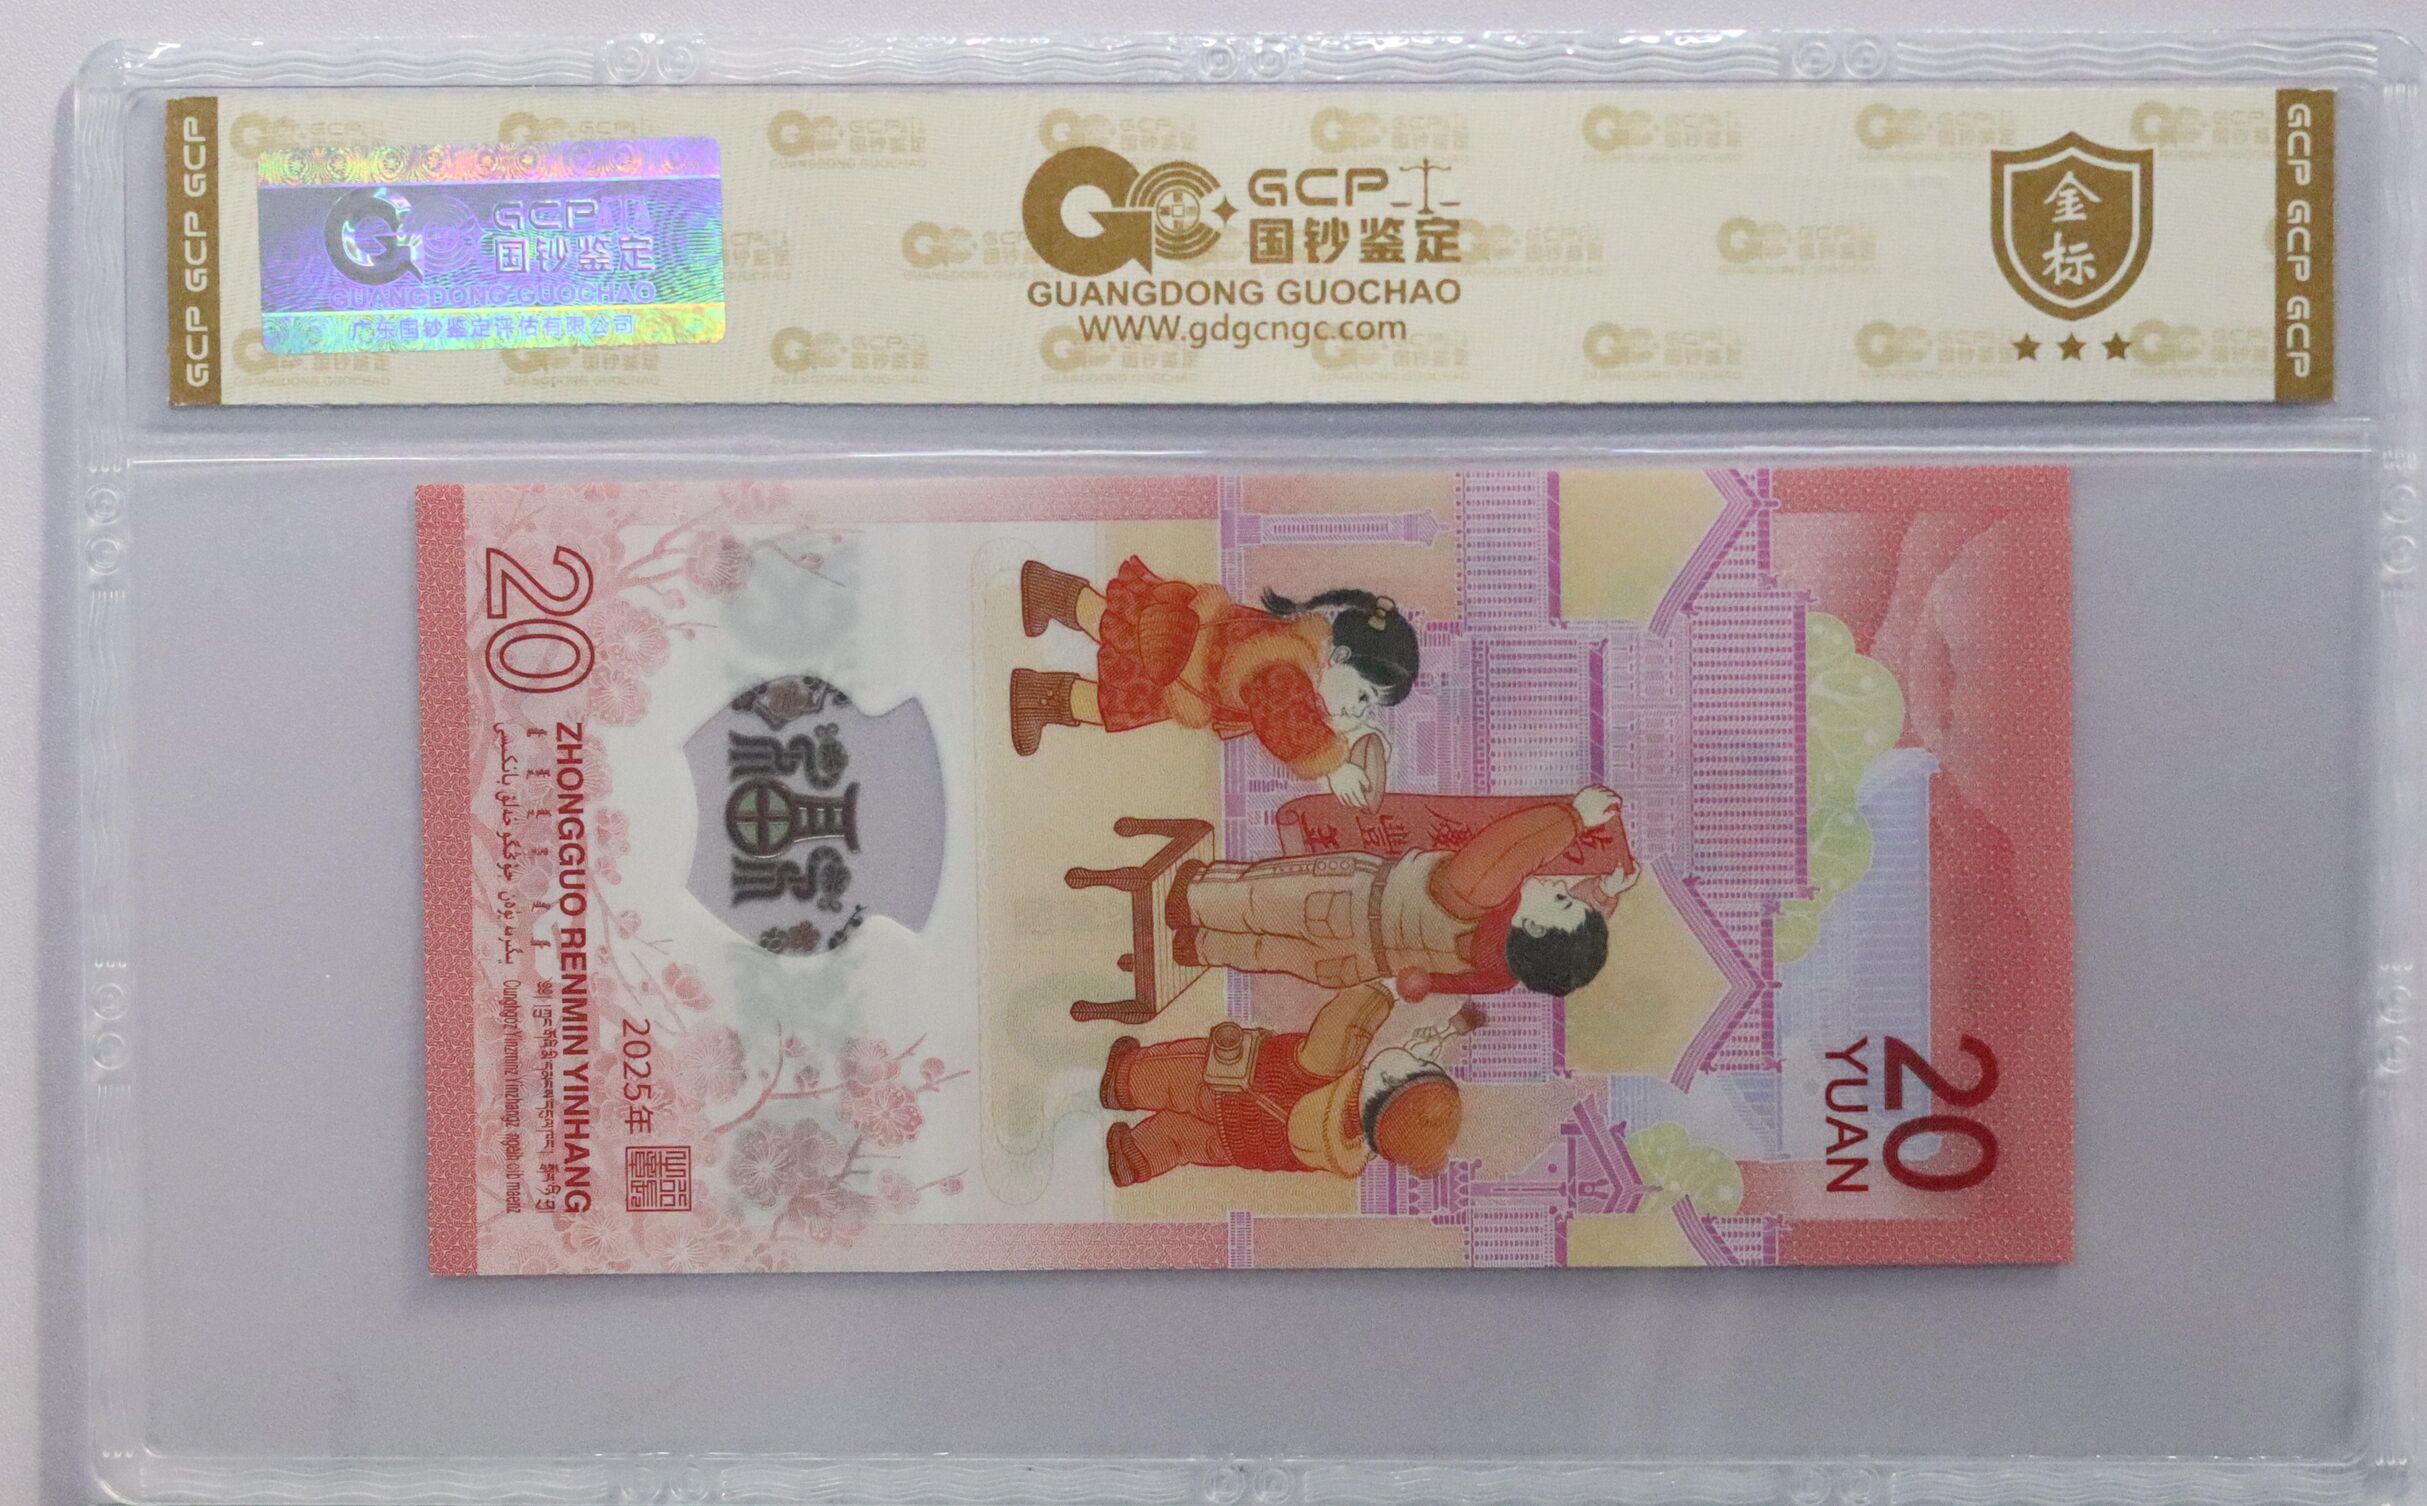 GCP GCP GCP
GCP
国钞鉴定
GUANGDONG GUOCHAO
广东国钞鉴定评估有限公司
GCP
国钞鉴定
GUANGDONG GUOCHAO
WWW.gdgcngc.com
金
标
GCP GCP GCP
20
YUAN
2025年
ZHONGGUO RENMIN YINHANG
20